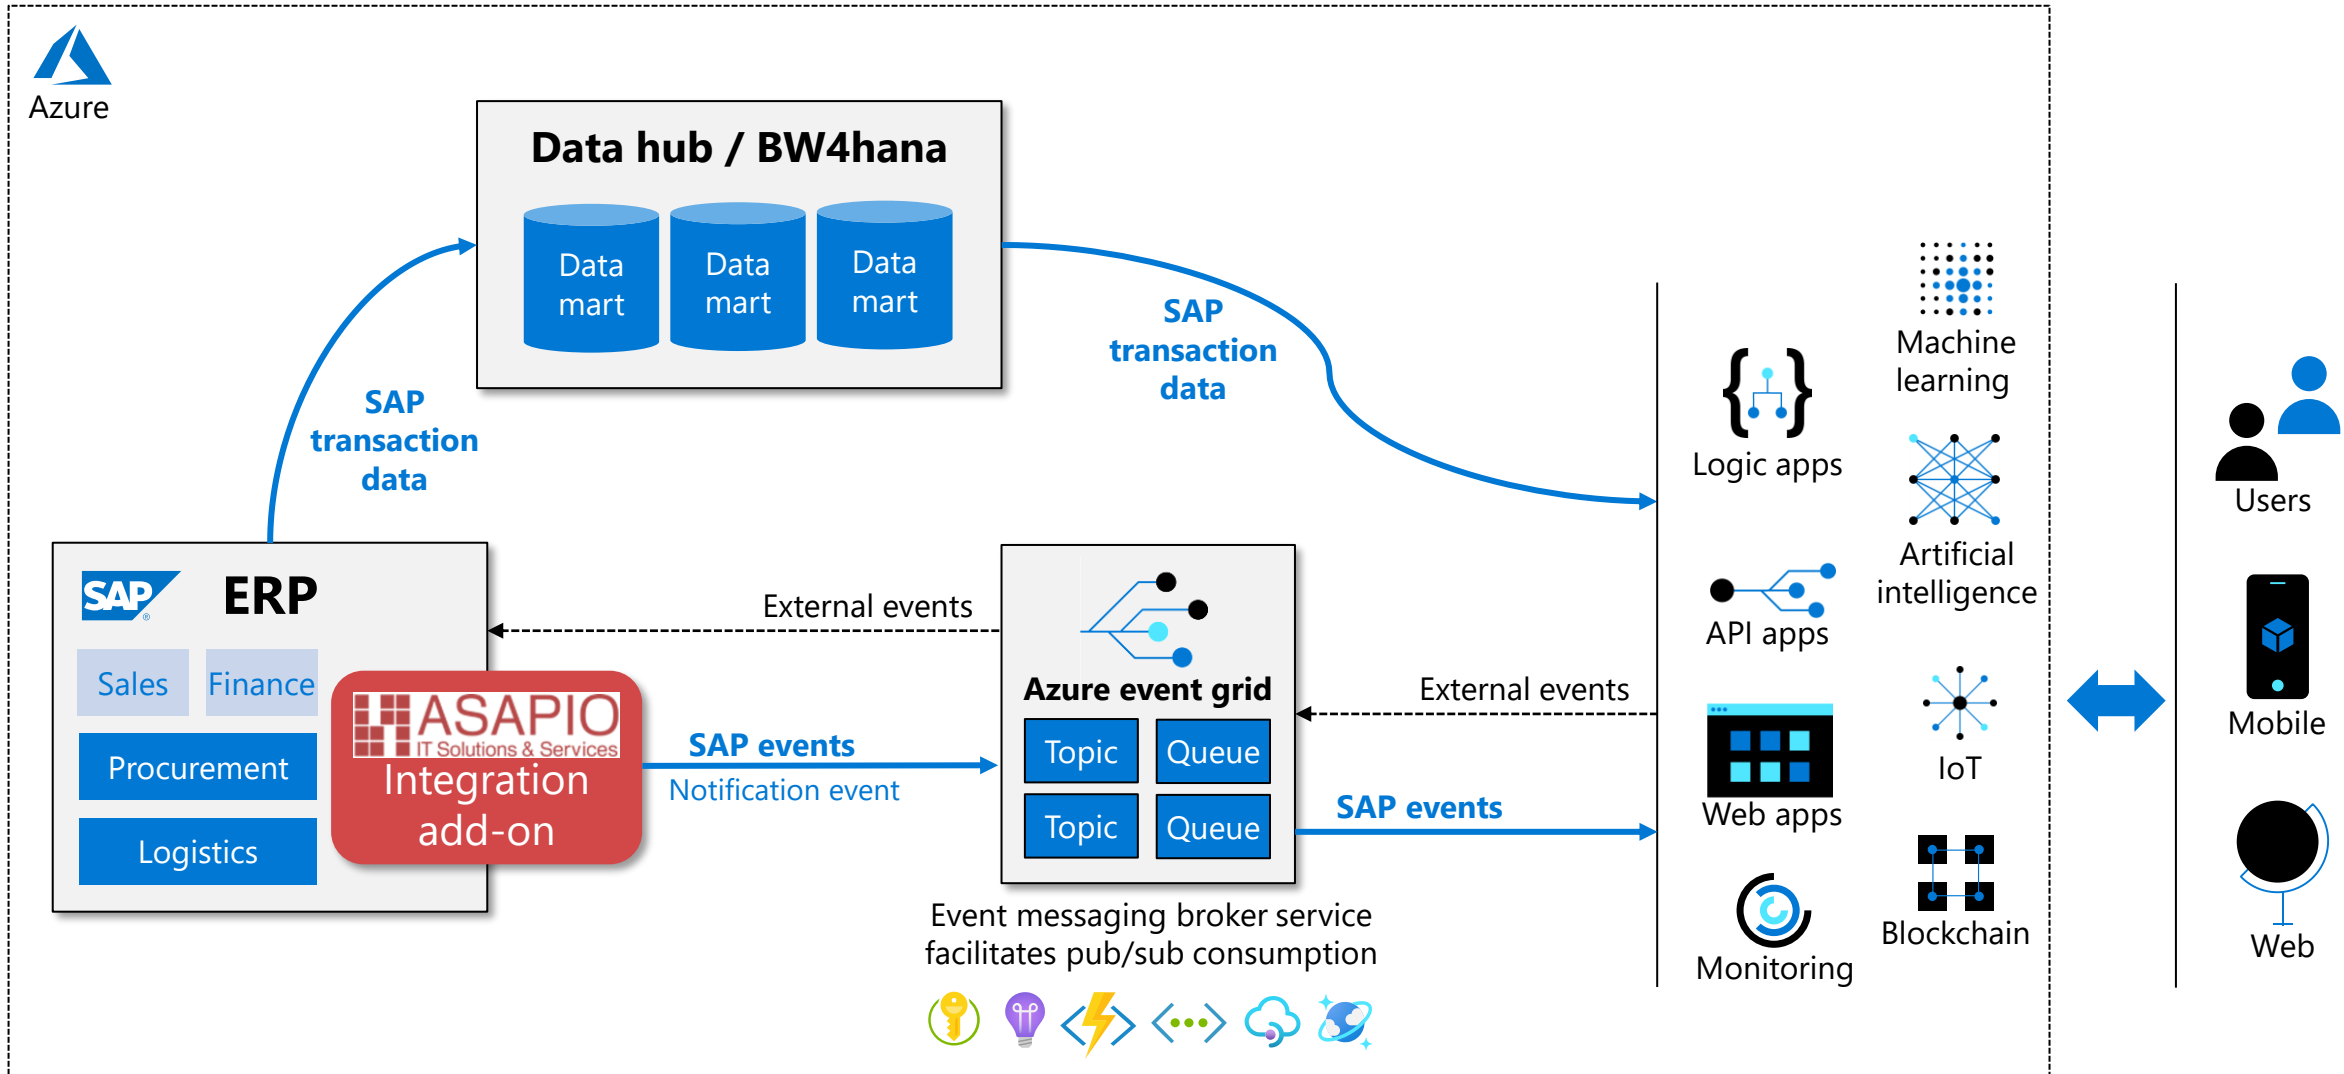 Azure
Data hub / BW4hana
Data
mart
Data
mart
Data
mart
SAP
transaction
data
SAP
transaction
data
SAP
®
ERP
Sales
Finance
Procurement
Logistics
ASAPIO
IT Solutions & Services
Integration
add-on
External events
SAP events
Notification event
Azure event grid
Topic
Queue
Topic
Queue
Event messaging broker service
facilitates pub/sub consumption
External events
SAP events
Logic apps
API apps
Web apps
Monitoring
Machine
learning
Artificial
intelligence
IoT
Blockchain
Users
Mobile
Web